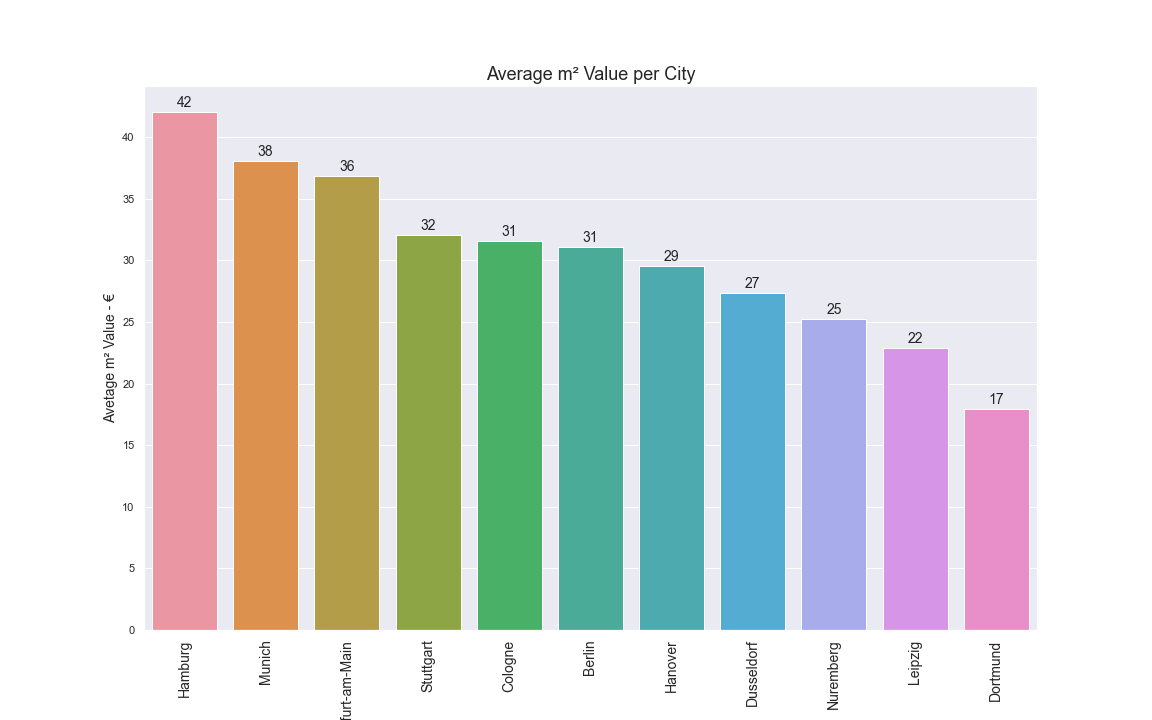 Average m² Value per City
Avetage m² Value - €
40
35
30
25
20
15
10
5
0
42
38
36
32
31
31
29
27
25
22
17
Hamburg
Munich
furt-am-Main
Stuttgart
Cologne
Berlin
Hanover
Dusseldorf
Nuremberg
Leipzig
Dortmund